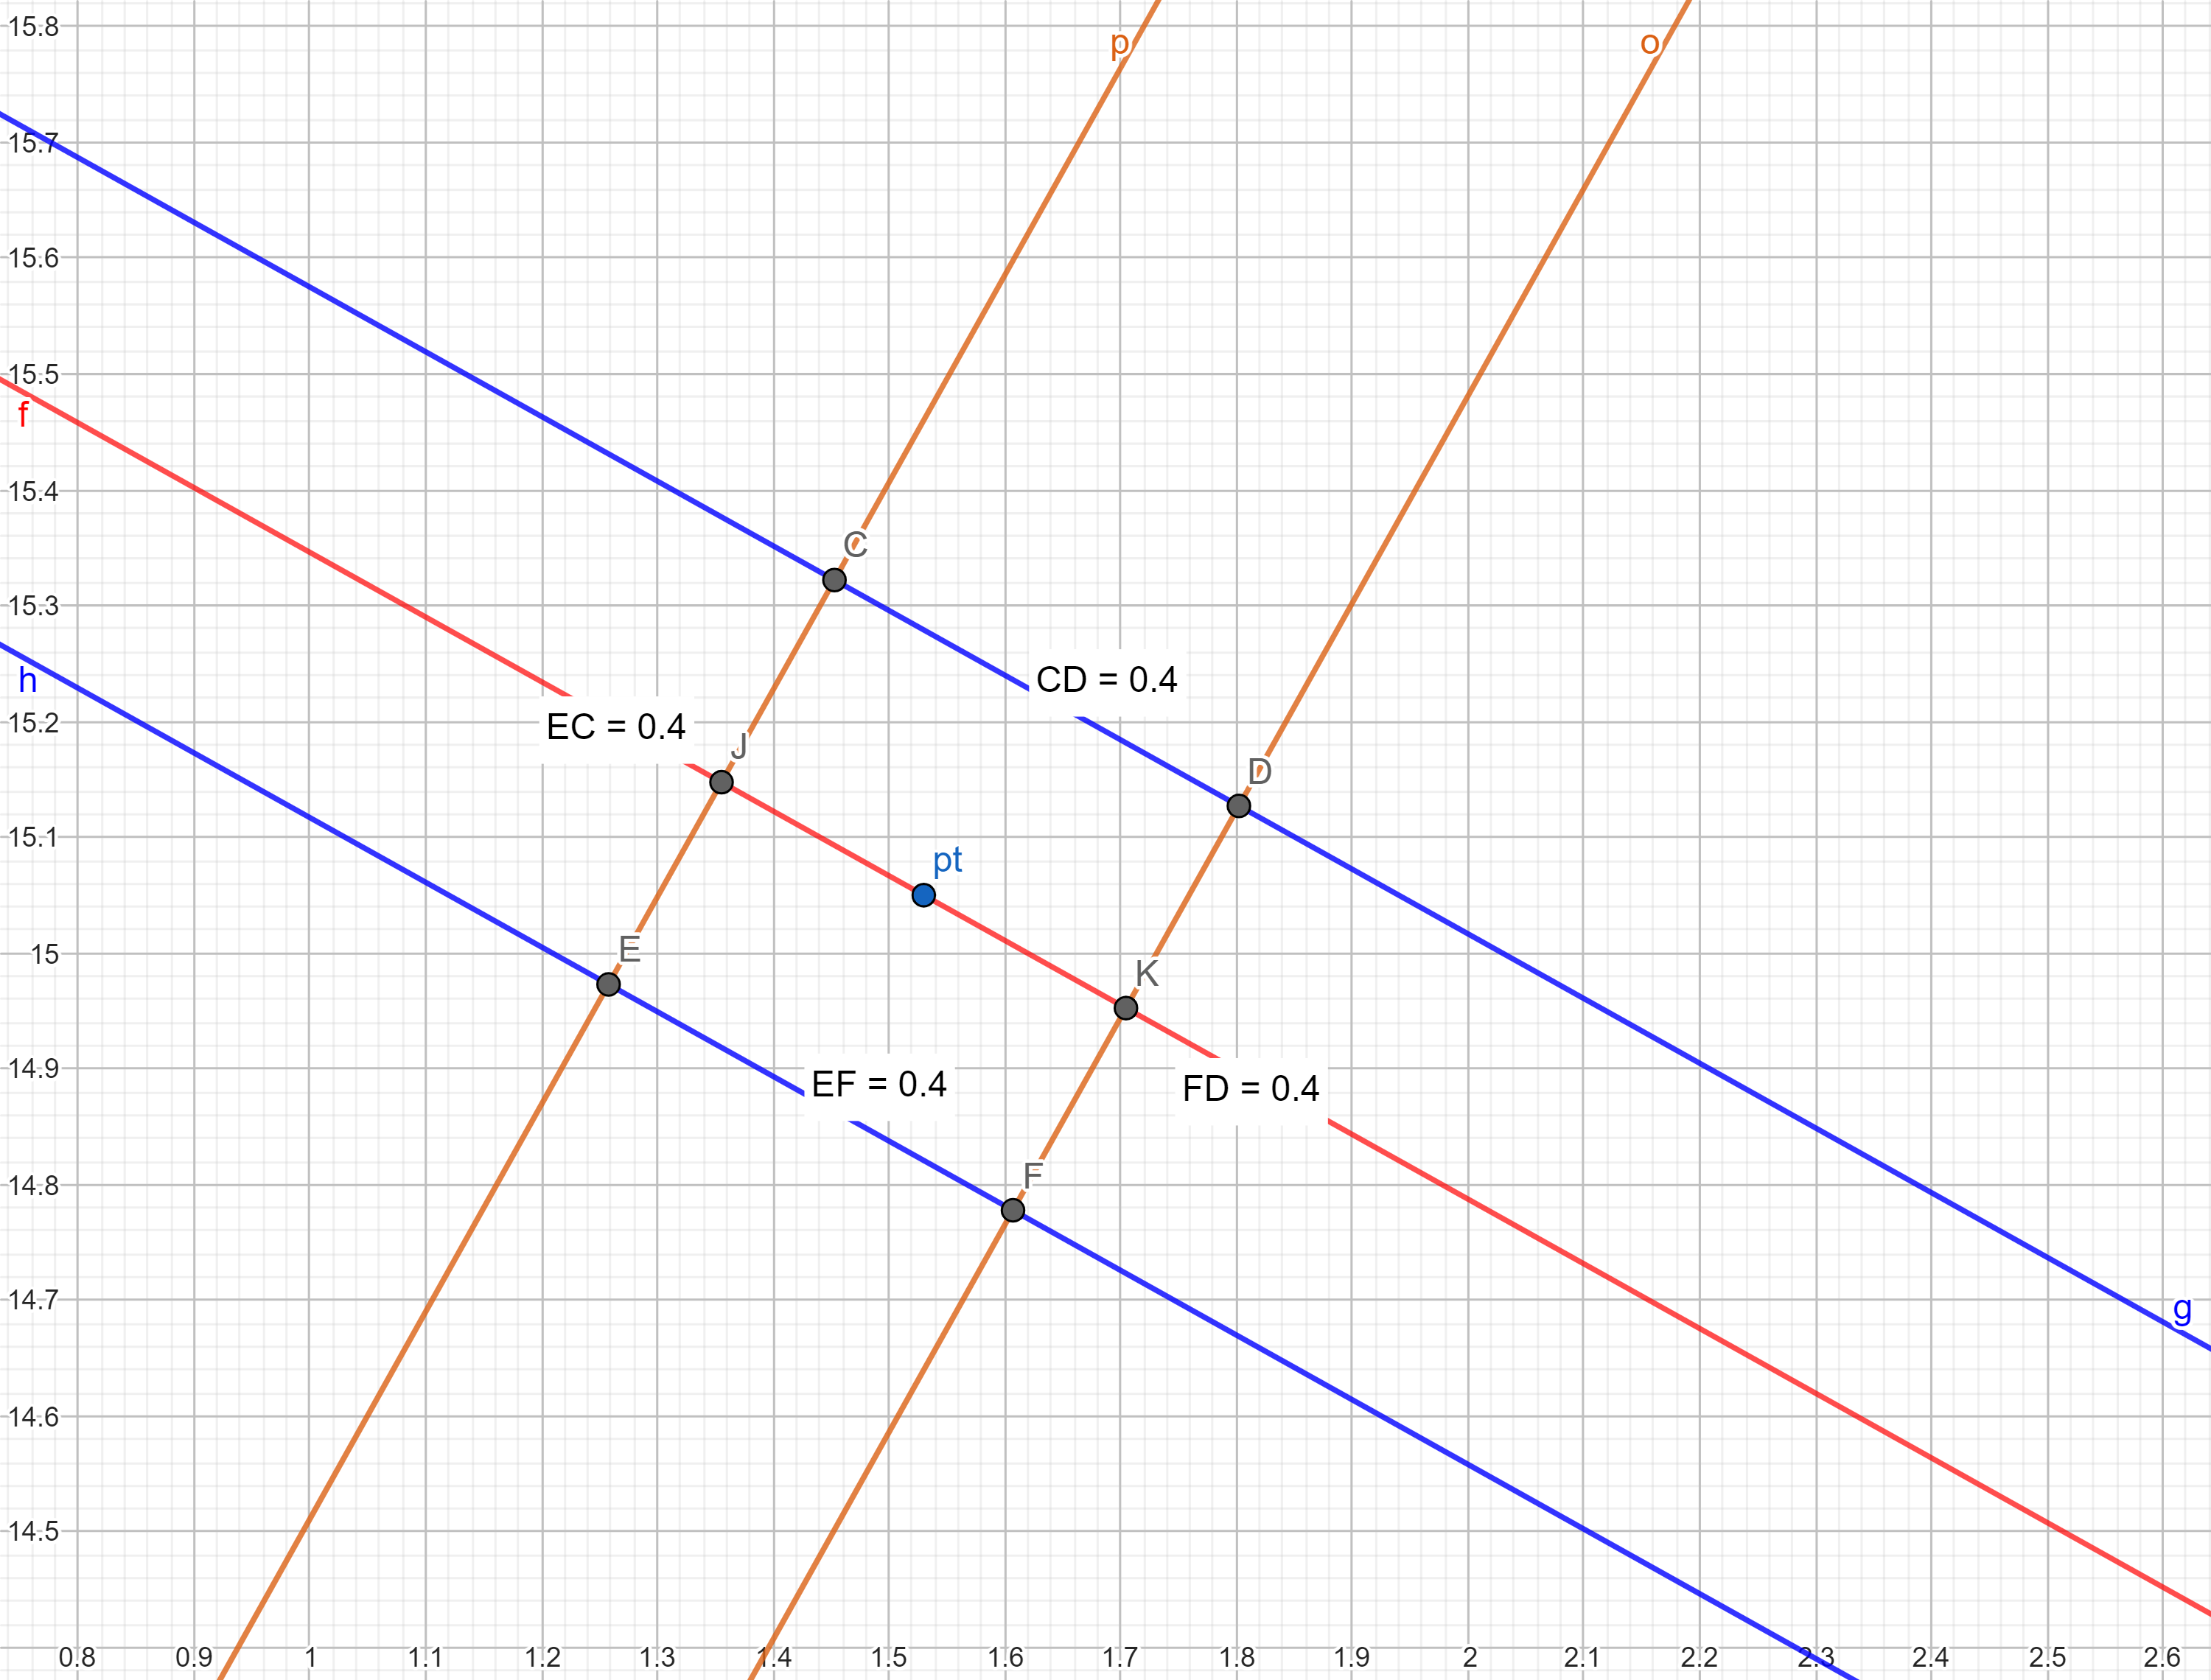 15.8
p
o
15.7
15.6
15.5
f
15.4
C
15.3
h
CD = 0.4
15.2
EC = 0.4
J
D
15.1
pt
15
E
K
14.9
EF = 0.4
FD = 0.4
14.8
F
14.7
g
14.6
14.5
0.8 0.9 1 1.1 1.2 1.3 1.4 1.5 1.6 1.7 1.8 1.9 2 2.1 2.2 2.3 2.4 2.5 2.6